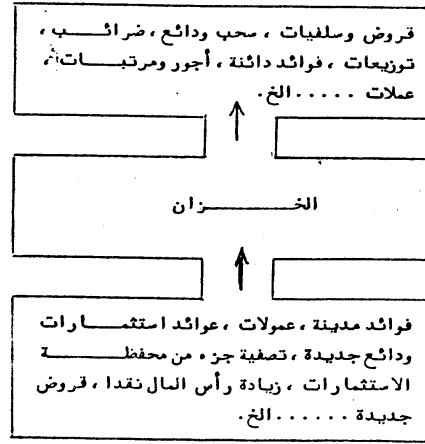 قروض وسلفيات ، سحب ودائع ، ضرائب ،
توزيعات ، فوائد دائنة ، أجور ومرتبات ،
عملات ..... الخ.
الخزان
فوائد مدينة ، عمولات ، عوائد استثمارات
ودائع جديدة ، تصفية جزء من محفظة
الاستثمارات ، زيادة رأس المال نقدا ، قروض
جديدة ...... الخ.